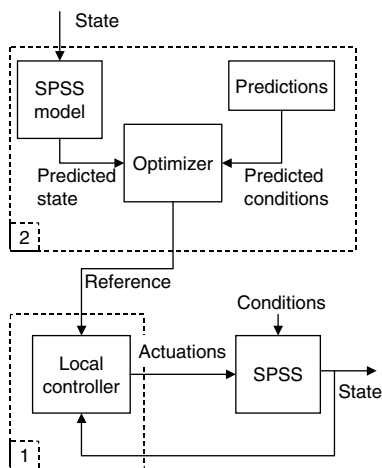 State
SPSS
model
Predictions
Optimizer
Predicted
state
Predicted
conditions
2
Reference
Conditions
Local
controller
Actuations
SPSS
State
1